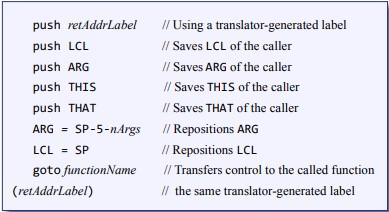 push retAddrLabel // Using a translator-generated label
push LCL // Saves LCL of the caller
push ARG // Saves ARG of the caller
push THIS // Saves THIS of the caller
push THAT // Saves THAT of the caller
ARG = SP-5-nArgs // Repositions ARG
LCL = SP // Repositions LCL
goto functionName // Transfers control to the called function
(retAddrLabel) // the same translator-generated label